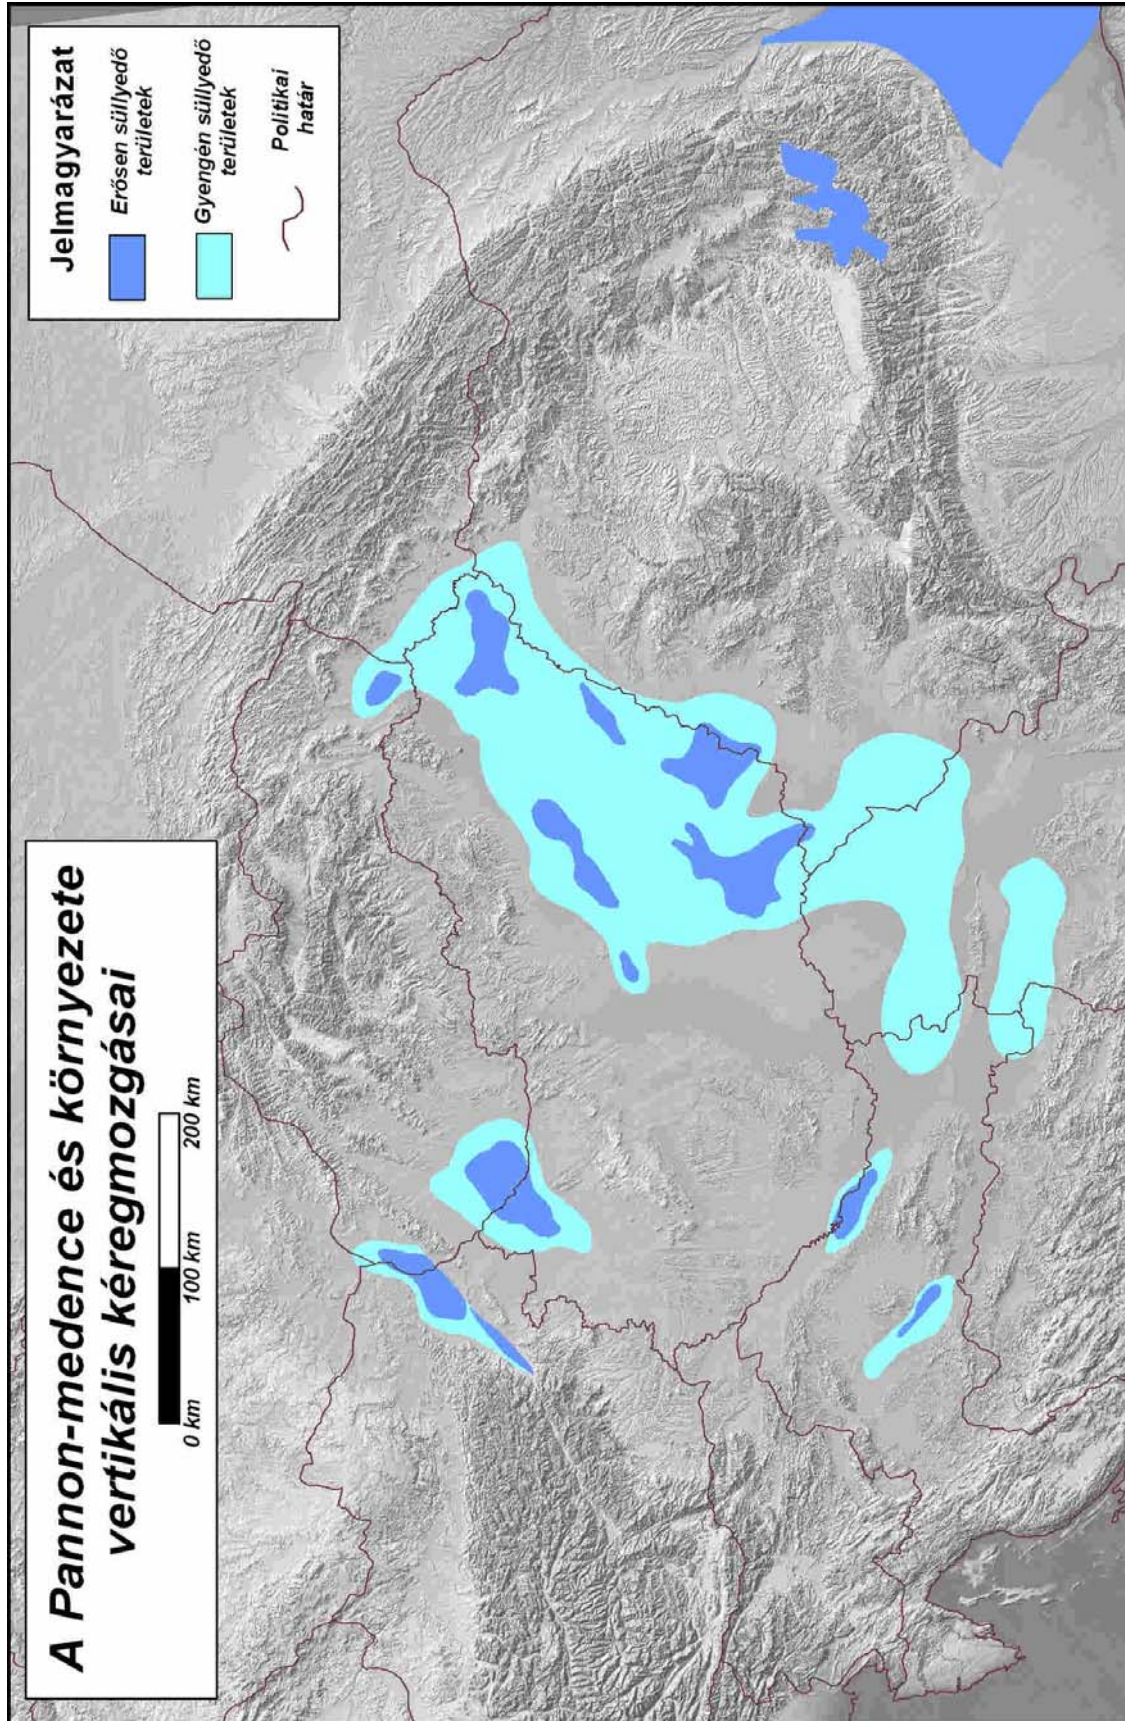 A Pannon-medence és környezete
vertikális kéregmozgásai
0 km
100 km
200 km
Jelmagyarázat
Erősen süllyedő
területek
Gyengén süllyedő
területek
Politikai
határ